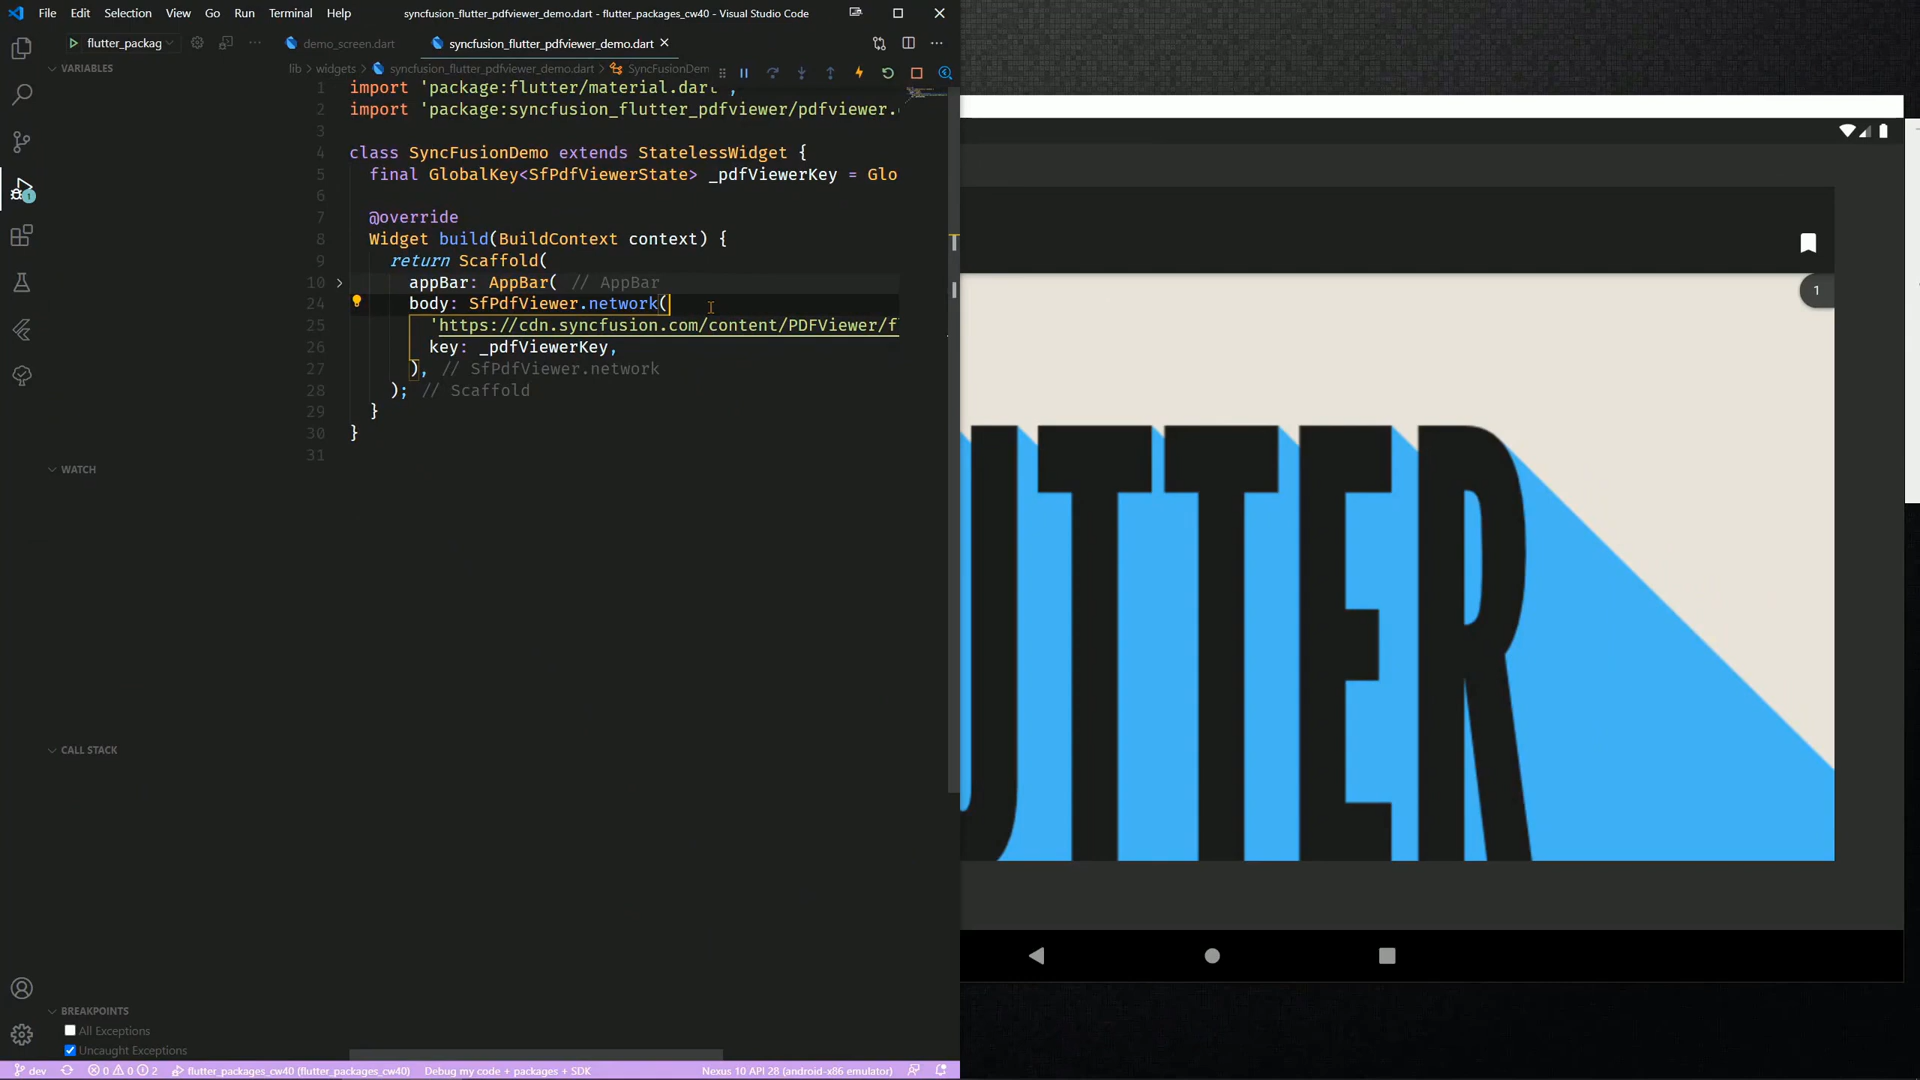 File Edit Selection View Go Run Terminal Help
syncfusion_flutter_pdfviewer_demo.dart - flutter_packages_cw40 - Visual Studio Code
flutter_packag
demo_screen.dart
syncfusion_flutter_pdfviewer_demo.dart
VARIABLES
lib > widgets > syncfusion_flutter_pdfviewer_demo.dart > SyncFusionDem
1 import 'package:flutter/material.dart';
2 import 'package:syncfusion_flutter_pdfviewer/pdfviewer.
3
4 class SyncFusionDemo extends StatelessWidget {
5 final GlobalKey<SfPdfViewerState> _pdfViewerKey = Glo
6
7 @override
8 Widget build(BuildContext context) {
9 return Scaffold(
10 appBar: AppBar( // AppBar
24 body: SfPdfViewer.network(
25 'https://cdn.syncfusion.com/content/PDFViewer/f
26 key: _pdfViewerKey,
27 ), // SfPdfViewer.network
28 ); // Scaffold
29 }
30 }
31
WATCH
CALL STACK
BREAKPOINTS
All Exceptions
Uncaught Exceptions
dev 0 0 2 flutter_packages_cw40 (flutter_packages_cw40) Debug my code + packages + SDK Nexus 10 API 28 (android-x86 emulator)
1
1
UTTER